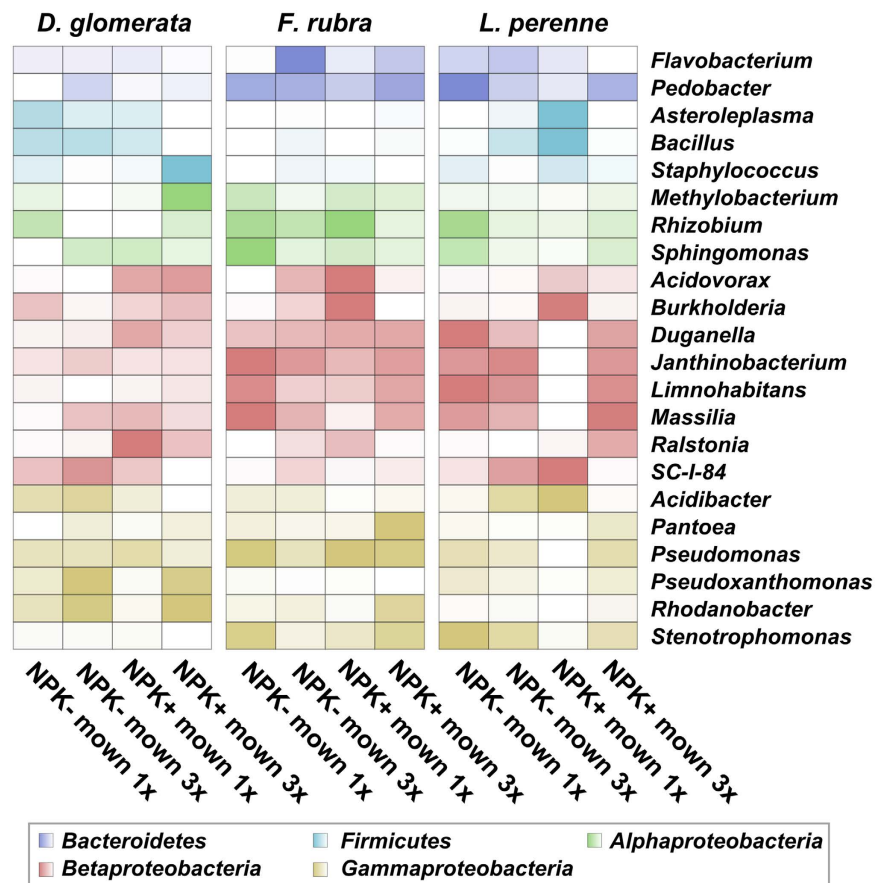 D. glomerata F. rubra L. perenne
Flavobacterium
Pedobacter
Asteroleplasma
Bacillus
Staphylococcus
Methylobacterium
Rhizobium
Sphingomonas
Acidovorax
Burkholderia
Duganella
Janthinobacterium
Limnohabitans
Massilia
Ralstonia
SC-I-84
Acidibacter
Pantoea
Pseudomonas
Pseudoxanthomonas
Rhodanobacter
Stenotrophomonas
NPK- mown 1x
NPK- mown 3x
NPK+ mown 1x
NPK+ mown 3x
NPK- mown 1x
NPK- mown 3x
NPK+ mown 1x
NPK+ mown 3x
NPK- mown 1x
NPK- mown 3x
NPK+ mown 1x
NPK+ mown 3x
Bacteroidetes Firmicutes Alphaproteobacteria
Betaproteobacteria Gammaproteobacteria